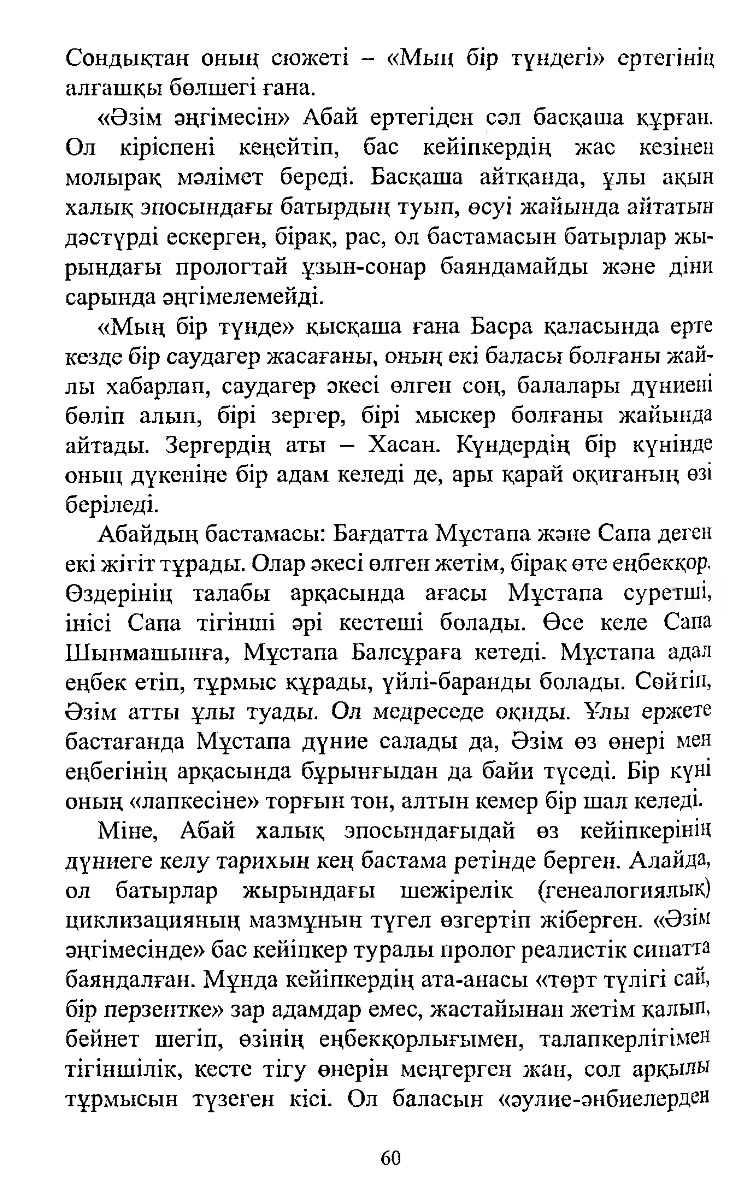 Сондықтан оның сюжеті – «Мың бір түндегі» ертегінің
алғашқы бөлшегі ғана.
«Әзім әңгімесін» Абай ертегіден сәл басқаша құрған.
Ол кіріспені кеңейтіп, бас кейіпкердің жас кезінен
молырақ мәлімет береді. Басқаша айтқанда, ұлы ақын
халық эпосындағы батырдың туып, өсуі жайында айтатын
дәстүрді ескерген, бірақ, рас, ол бастамасын батырлар жы-
рындағы прологтай ұзын-сонар баяндамайды және діни
сарында әңгімелемейді.
«Мың бір түнде» қысқаша ғана Басра қаласында ерте
кезде бір саудагер жасағаны, оның екі баласы болғаны жай-
лы хабарлап, саудагер әкесі өлген соң, балалары дүниені
бөліп алып, бірі зергер, бірі мыскер болғаны жайында
айтады. Зергердің аты – Хасан. Күндердің бір күнінде
оның дүкеніне бір адам келеді де, ары қарай оқиғаның өзі
беріледі.
Абайдың бастамасы: Бағдатта Мұстапа және Сапа деген
екі жігіт тұрады. Олар әкесі өлген жетім, бірақ өте еңбекқор.
Өздерінің талабы арқасында ағасы Мұстапа суретші,
інісі Сапа тігінші әрі кестеші болады. Өсе келе Сапа
Шынмашынға, Мұстапа Балсұраға кетеді. Мұстапа адал
еңбек етіп, тұрмыс құрады, үйлі-баранды болады. Сөйтіп,
Әзім атты ұлы туады. Ол медреседе оқиды. Ұлы ержете
бастағанда Мұстапа дүние салады да, Әзім өз өнері мен
еңбегінің арқасында бұрынғыдан да байи түседі. Бір күні
оның «лапкесіне» торғын тон, алтын кемер бір шал келеді.
Міне, Абай халық эпосындағыдай өз кейіпкерінің
дүниеге келу тарихын кең бастама ретінде берген. Алайда,
ол батырлар жырындағы шежірелік (генеалогиялық)
циклизацияның мазмұнын түгел өзгертіп жіберген. «Әзім
әңгімесінде» бас кейіпкер туралы пролог реалистік сипатта
баяндалған. Мұнда кейіпкердің ата-анасы «төрт түлігі сай,
бір перзентке» зар адамдар емес, жастайынан жетім қалып,
бейнет шегіп, өзінің еңбекқорлығымен, талапкерлігімен
тігіншілік, кесте тігу өнерін меңгерген жан, сол арқылы
тұрмысын түзеген кісі. Ол баласын «әулие-әнбиелерден
60